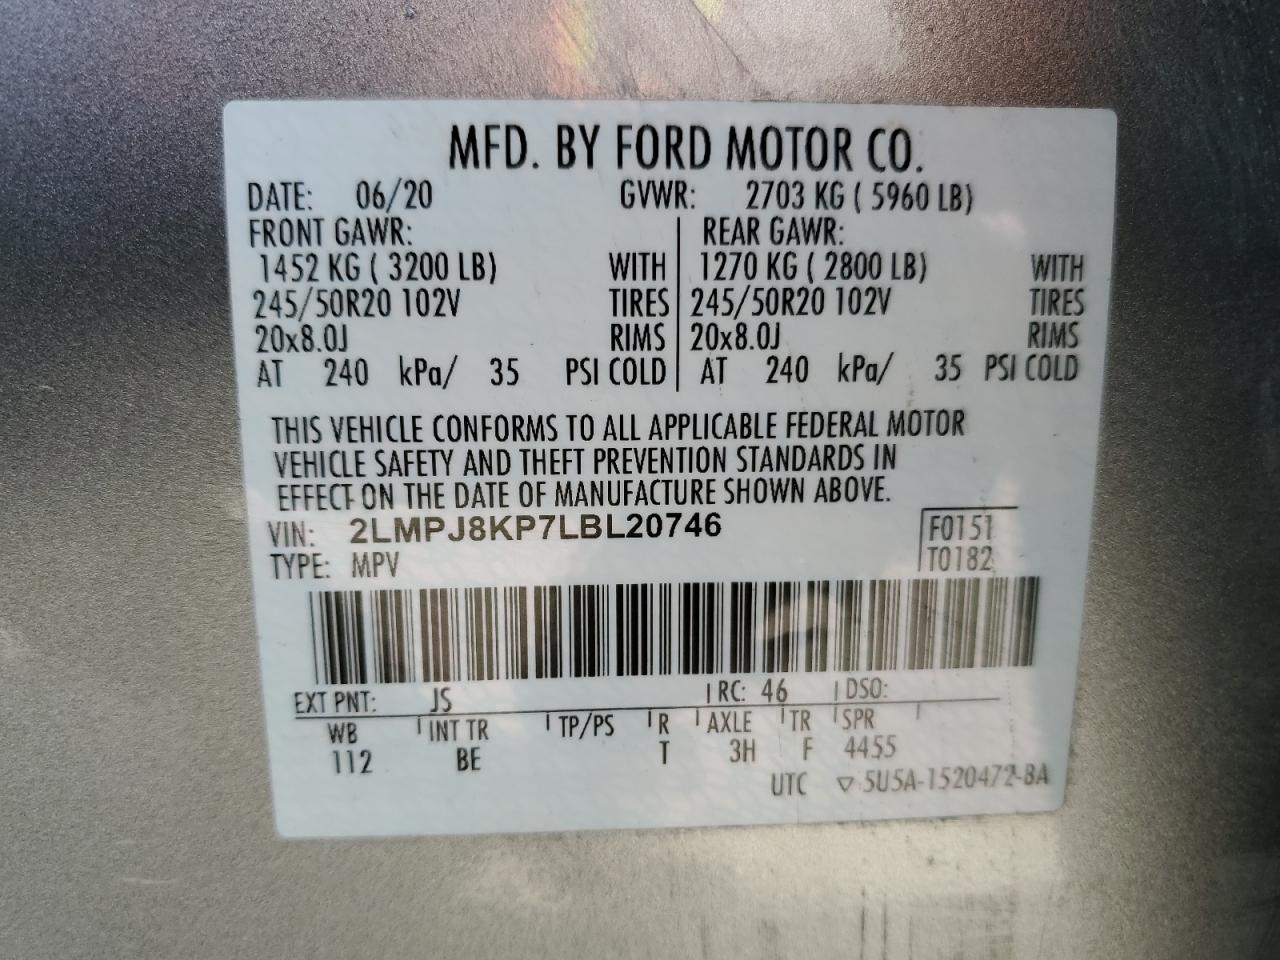 MFD. BY FORD MOTOR CO.
DATE: 06/20 GVWR: 2703 KG ( 5960 LB)
FRONT GAWR: REAR GAWR:
1452 KG ( 3200 LB) WITH 1270 KG ( 2800 LB) WITH
245/50R20 102V TIRES 245/50R20 102V TIRES
20x8.0J RIMS 20x8.0J RIMS
AT 240 kPa/ 35 PSI COLD AT 240 kPa/ 35 PSI COLD
THIS VEHICLE CONFORMS TO ALL APPLICABLE FEDERAL MOTOR
VEHICLE SAFETY AND THEFT PREVENTION STANDARDS IN
EFFECT ON THE DATE OF MANUFACTURE SHOWN ABOVE.
VIN: 2LMPJ8KP7LBL20746 F0151
TYPE: MPV T0182
EXT PNT: JS RC: 46 DSO:
WB INT TR TP/PS R AXLE TR SPR
112 BE T 3H F 4455
UTC ▽ 5U5A-1520472-BA